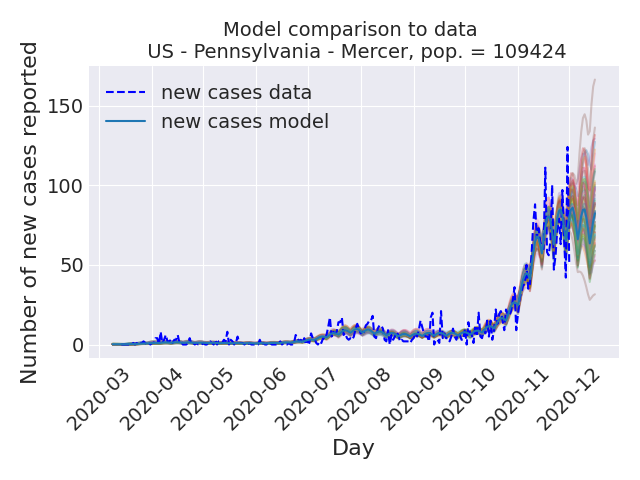 Model comparison to data
US - Pennsylvania - Mercer, pop. = 109424
Number of new cases reported
150
100
50
0
new cases data
new cases model
2020-03
2020-04
2020-05
2020-06
2020-07
2020-08
2020-09
2020-10
2020-11
2020-12
Day